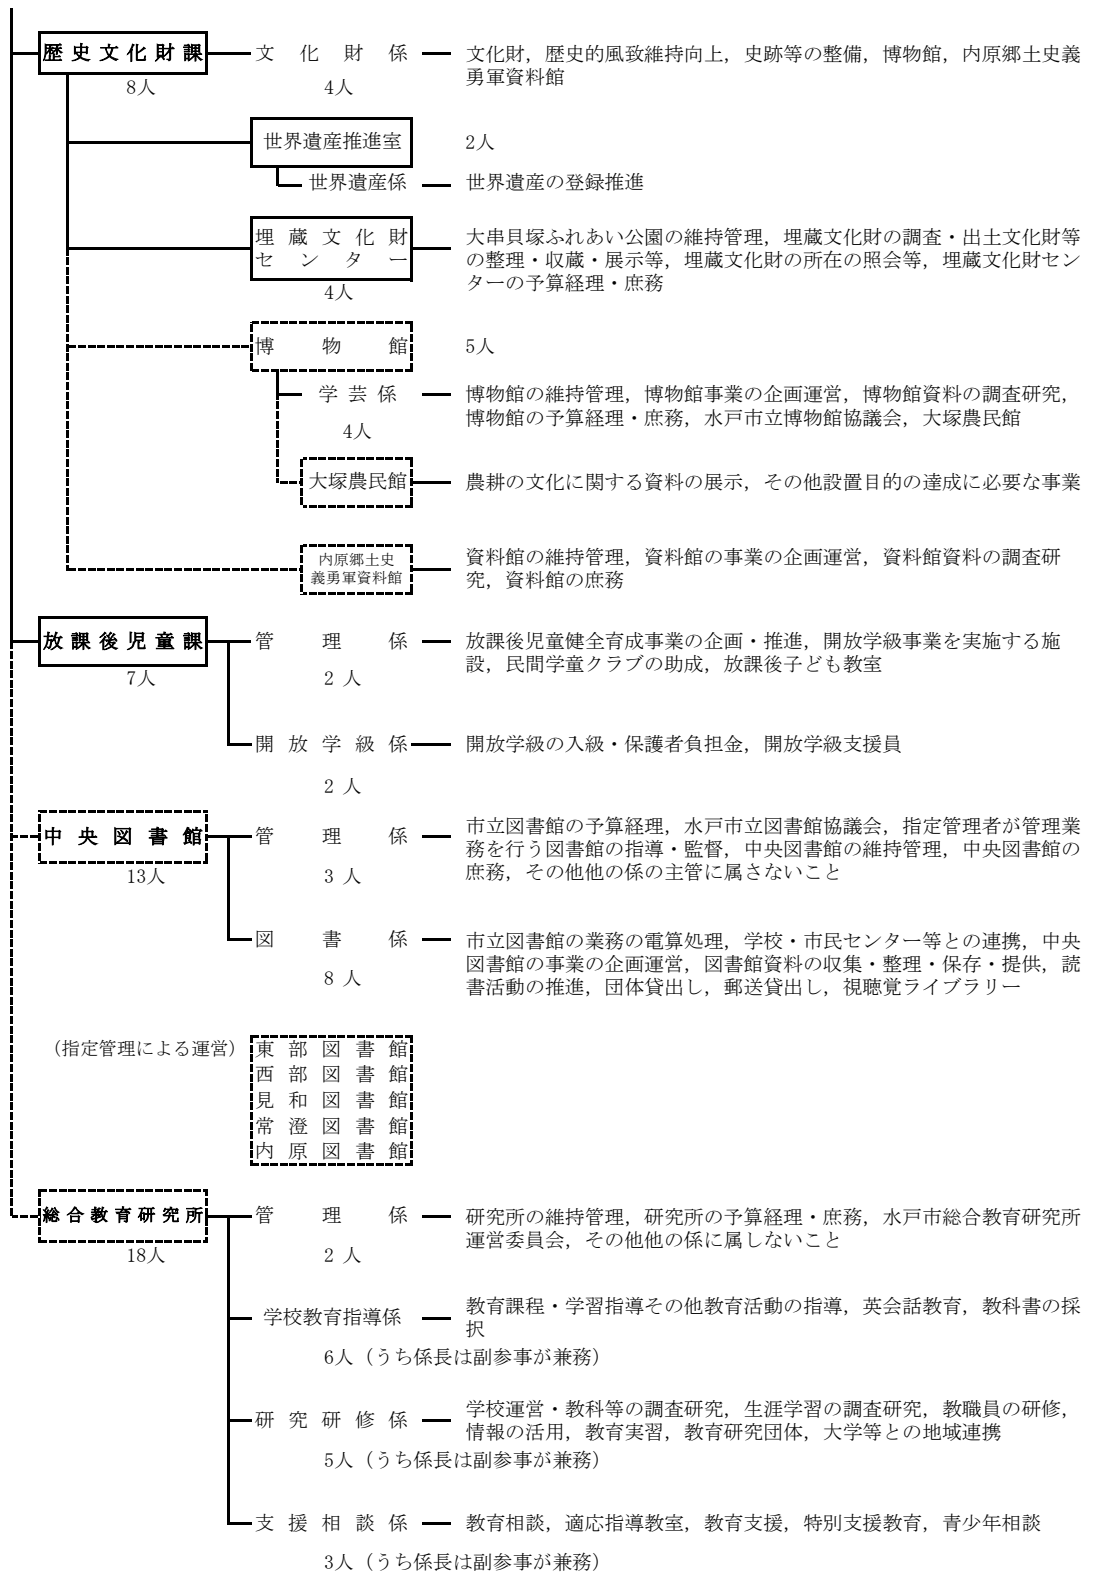 歴史文化財課 文化財係 文化財，歴史的風致維持向上，史跡等の整備，博物館，内原郷土史義
勇軍資料館
8人 4人
世界遺産推進室 2人
世界遺産係 世界遺産の登録推進
埋蔵文化財
センター
4人
大串貝塚ふれあい公園の維持管理，埋蔵文化財の調査・出土文化財等
の整理・収蔵・展示等，埋蔵文化財の所在の照会等，埋蔵文化財セン
ターの予算経理・庶務
博物館 5人
学芸係
4人
博物館の維持管理，博物館事業の企画運営，博物館資料の調査研究，
博物館の予算経理・庶務，水戸市立博物館協議会，大塚農民館
大塚農民館 農耕の文化に関する資料の展示，その他設置目的の達成に必要な事業
内原郷土史
義勇軍資料館
資料館の維持管理，資料館の事業の企画運営，資料館資料の調査研
究，資料館の庶務
放課後児童課
7人
管理係
2 人
放課後児童健全育成事業の企画・推進，開放学級事業を実施する施
設，民間学童クラブの助成，放課後子ども教室
開放学級係 開放学級の入級・保護者負担金，開放学級支援員
2 人
中央図書館
13人
管理係
3 人
市立図書館の予算経理，水戸市立図書館協議会，指定管理者が管理業
務を行う図書館の指導・監督，中央図書館の維持管理，中央図書館の
庶務，その他他の係の主管に属さないこと
図書係
8 人
市立図書館の業務の電算処理，学校・市民センター等との連携，中央
図書館の事業の企画運営，図書館資料の収集・整理・保存・提供，読
書活動の推進，団体貸出し，郵送貸出し，視聴覚ライブラリー
（指定管理による運営） 東部図書館
西部図書館
見和図書館
常澄図書館
内原図書館
総合教育研究所
18人
管理係
2 人
研究所の維持管理，研究所の予算経理・庶務，水戸市総合教育研究所
運営委員会，その他他の係に属しないこと
学校教育指導係
教育課程・学習指導その他教育活動の指導，英会話教育，教科書の採
択
6人（うち係長は副参事が兼務）
研究研修係
学校運営・教科等の調査研究，生涯学習の調査研究，教職員の研修，
情報の活用，教育実習，教育研究団体，大学等との地域連携
5人（うち係長は副参事が兼務）
支援相談係 教育相談，適応指導教室，教育支援，特別支援教育，青少年相談
3人（うち係長は副参事が兼務）